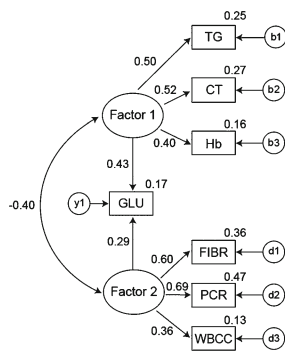 0.25
TG
b1
0.50
0.27
0.52
CT
b2
Factor 1
0.16
0.40
Hb
b3
0.43
0.17
-0.40
y1
GLU
0.29
0.36
0.60
FIBR
d1
0.47
Factor 2
0.69
PCR
d2
0.13
0.36
WBCC
d3